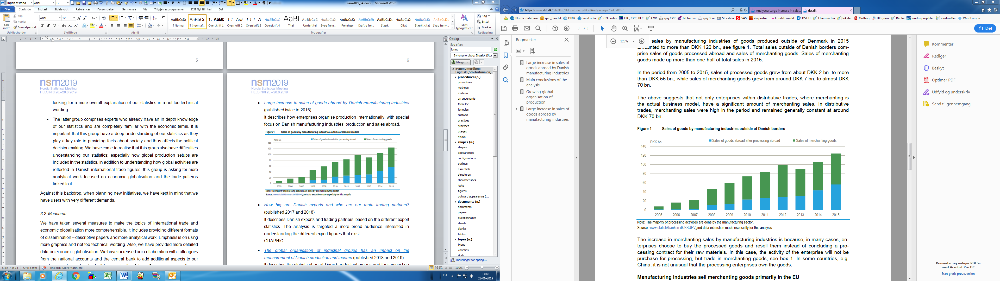 Ingen afstand
Arial
12
nsm2019_v4.docx - Microsoft Word
Filer
Startside
Indsæt
Sidelayout
Referencer
Forsendelser
Gennemse
Vis
Tilføjelsesprogrammer
DST Nyt til html
Dst
Sæt ind
Klip
Kopier
Formatpensel
Arial
12
AaBbCcDc
¶ Normal
AaBbCc
¶ Ingen af...
1. AaBb
Overskrift 1
1.1. Aal
Overskrift 2
1.1.1. A
Overskrift 3
AaBbCcD
Overskrift 4
AaBl
Titel
AaBbCcD
Undertitel
AaBbCcDc
Svag frem...
AaBbCcDc
Fremhæv
AaBbCcDc
Kraftig fre...
AaBbCcDc
Stærk
AaBbCcDc
Citat
AaBbCcDc
Stærkt citat
AABBCCDC
Svag henv...
Skift typografier
Søg
Erstat
Marker
Udklipsholder
Skrifttype
Afsnit
Typografier
Redigering
5
6
nsm2019
Nordic Statistical Meeting
HELSINKI 26.–28.8.2019
looking for a more overall explanation of our statistics in a not too technical
wording.
• The latter group comprises experts who already have an in-depth knowledge
of our statistics and are completely familiar with the economic terms. It is
important that this group have a deep understanding of our statistics as they
play a key role in providing facts about society and thus affects the political
decision making. We have come to realise that this group also have difficulties
understanding our statistics; especially how global production setups are
included in the statistics. In addition to understanding how global activities are
reflected in Danish international trade figures, this group is asking for more
analytical work focused on economic globalisation and the trade patterns
linked to it.
Against this backdrop, when planning new initiatives, we have kept in mind that we
have users with very different demands.
3.2. Measures
We have taken several measures to make the topics of international trade and
economic globalisation more comprehensible. It includes providing different formats
of dissemination – descriptive papers and more analytical work. Emphasis is on using
more graphics and not too technical wording. Also, we have provided more detailed
data on economic globalisation. We have increased our collaboration with colleagues
from the national accounts and the central bank to add additional aspects to our
nsm2019
Nordic Statistical Meeting
HELSINKI 26.–28.8.2019
• Large increase in sales of goods abroad by Danish manufacturing industries
(published twice in 2016)
It describes how enterprises organise production internationally, with special
focus on Danish manufacturing industries’ production and sales abroad.
Figure 1 Sales of goods by manufacturing industries outside of Danish borders
DKK bn.
Sales of goods abroad after processing abroad
Sales of merchanting goods
140
120
100
80
60
40
20
0
2005 2006 2007 2008 2009 2010 2011 2012 2013 2014 2015
Note: The majority of processing activities are done by the manufacturing sector.
Source: www.statistikbanken.dk/BBUHV and data extraction made especially for this analysis
• How big are Danish exports and who are our main trading partners?
(published 2017 and 2018)
It describes Danish exports and trading partners, based on the different export
statistics. The analysis is targeted a more broad audience interested in
understanding the different export figures that exist.
GRAPHIC
• The global organisation of industrial groups has an impact on the
measurement of Danish production and income (published 2018 and 2019)
It describes the global set-up of Danish industrial groups and their impact on
Opslag
Søg efter:
forms
Synonymordbog: Engelsk (Stor
Tilbage
Synonymordbog:
Engelsk (Storbritannien)
procedures (n.)
procedures
methods
systems
arrangements
formulae
formulas
customs
practices
practises
usages
rituals
shapes (n.)
shapes
appearances
configurations
outlines
essentials
structures
characteristics
looks
figures
outward appearance (...
documents (n.)
documents
papers
questionnaires
sheets
blanks
tables
types (n.)
types
varieties
kinds
Indstillinger for opslag...
Side: 7 af 14
Ord: 3.040
Engelsk (Storbritannien)
100%
DA
14:43
28-06-2019
https://www.dst.dk/Site/Dst/Udgivelser/nyt/GetAnalyse.aspx?cid=28057
Analyses: Large increase in sale...
dst.dk
Nordic database
geo_handel
DB07
varekoder
CN codes
ISIC, CPC, BEC
CVR
søg CVR
tal for cvr
søg SEnr
SE vsh'er
SAS
eksportnr.
Fondsb.medd.
DST IT
Hvem er her
lokaler
Ordbog
UK gram
Råolie
vindm.projekter
vindmøller
WindEurope
3 / 5
Del
Bogmærker
Large increase in sales of
goods abroad by Danish
manufacturing industries
Main conclusions of the
analysis
Growing global
organisation of
production
Large increase in sales of
goods abroad by
manufacturing industries
125%
sales by manufacturing industries of goods produced outside of Denmark in 2015
amounted to more than DKK 120 bn., see figure 1. Total sales outside of Danish borders com-
prise sales of goods processed abroad and sales of merchanting goods. Sales of merchanting
goods made up more than one-half of total sales in 2015.
In the period from 2005 to 2015, sales of processed goods grew from about DKK 2 bn. to more
than DKK 55 bn., while sales of merchanting goods grew from around DKK 7 bn. to almost DKK
70 bn.
The above suggests that not only enterprises within distributive trades, where merchanting is
the actual business model, have a significant amount of merchanting sales. In distributive
trades, merchanting sales were high in the period and remained generally constant at around
DKK 70 bn.
Figure 1 Sales of goods by manufacturing industries outside of Danish borders
DKK bn.
Sales of goods abroad after processing abroad
Sales of merchanting goods
140
120
100
80
60
40
20
0
2005 2006 2007 2008 2009 2010 2011 2012 2013 2014 2015
Note: The majority of processing activities are done by the manufacturing sector.
Source: www.statistikbanken.dk/BBUHV and data extraction made especially for this analysis
The increase in merchanting sales by manufacturing industries is because, in many cases, en-
terprises choose to buy the processed goods and resell them instead of concluding a pro-
cessing contract for their raw materials. In this case, the activity of the enterprise will not be
purchase for processing, but trade in merchanting goods, see box 1. In some countries, e.g.
China, it is not unusual that the processing enterprises own the goods.
Manufacturing industries sell merchanting goods primarily in the EU
Kommenter
Rediger
Beskyt
Optimer PDF
Udfyld og underskriv
Send til gennemgang
Konverter og rediger PDF'er
med Acrobat Pro DC
Start gratis prøveversion